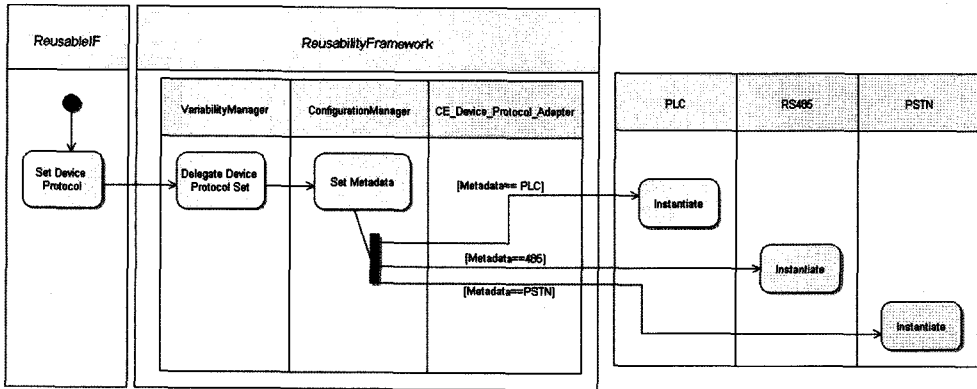 ReusableIF
ReusabilityFramework
VariabilityManager
ConfigurationManager
CE_Device_Protocol_Adapter
PLC
RS485
PSTN
Set Device
Protocol
Delegate Device
Protocol Set
Set Metadata
[Metadata== PLC]
Instantiate
[Metadata==485]
Instantiate
[Metadata==PSTN]
Instantiate